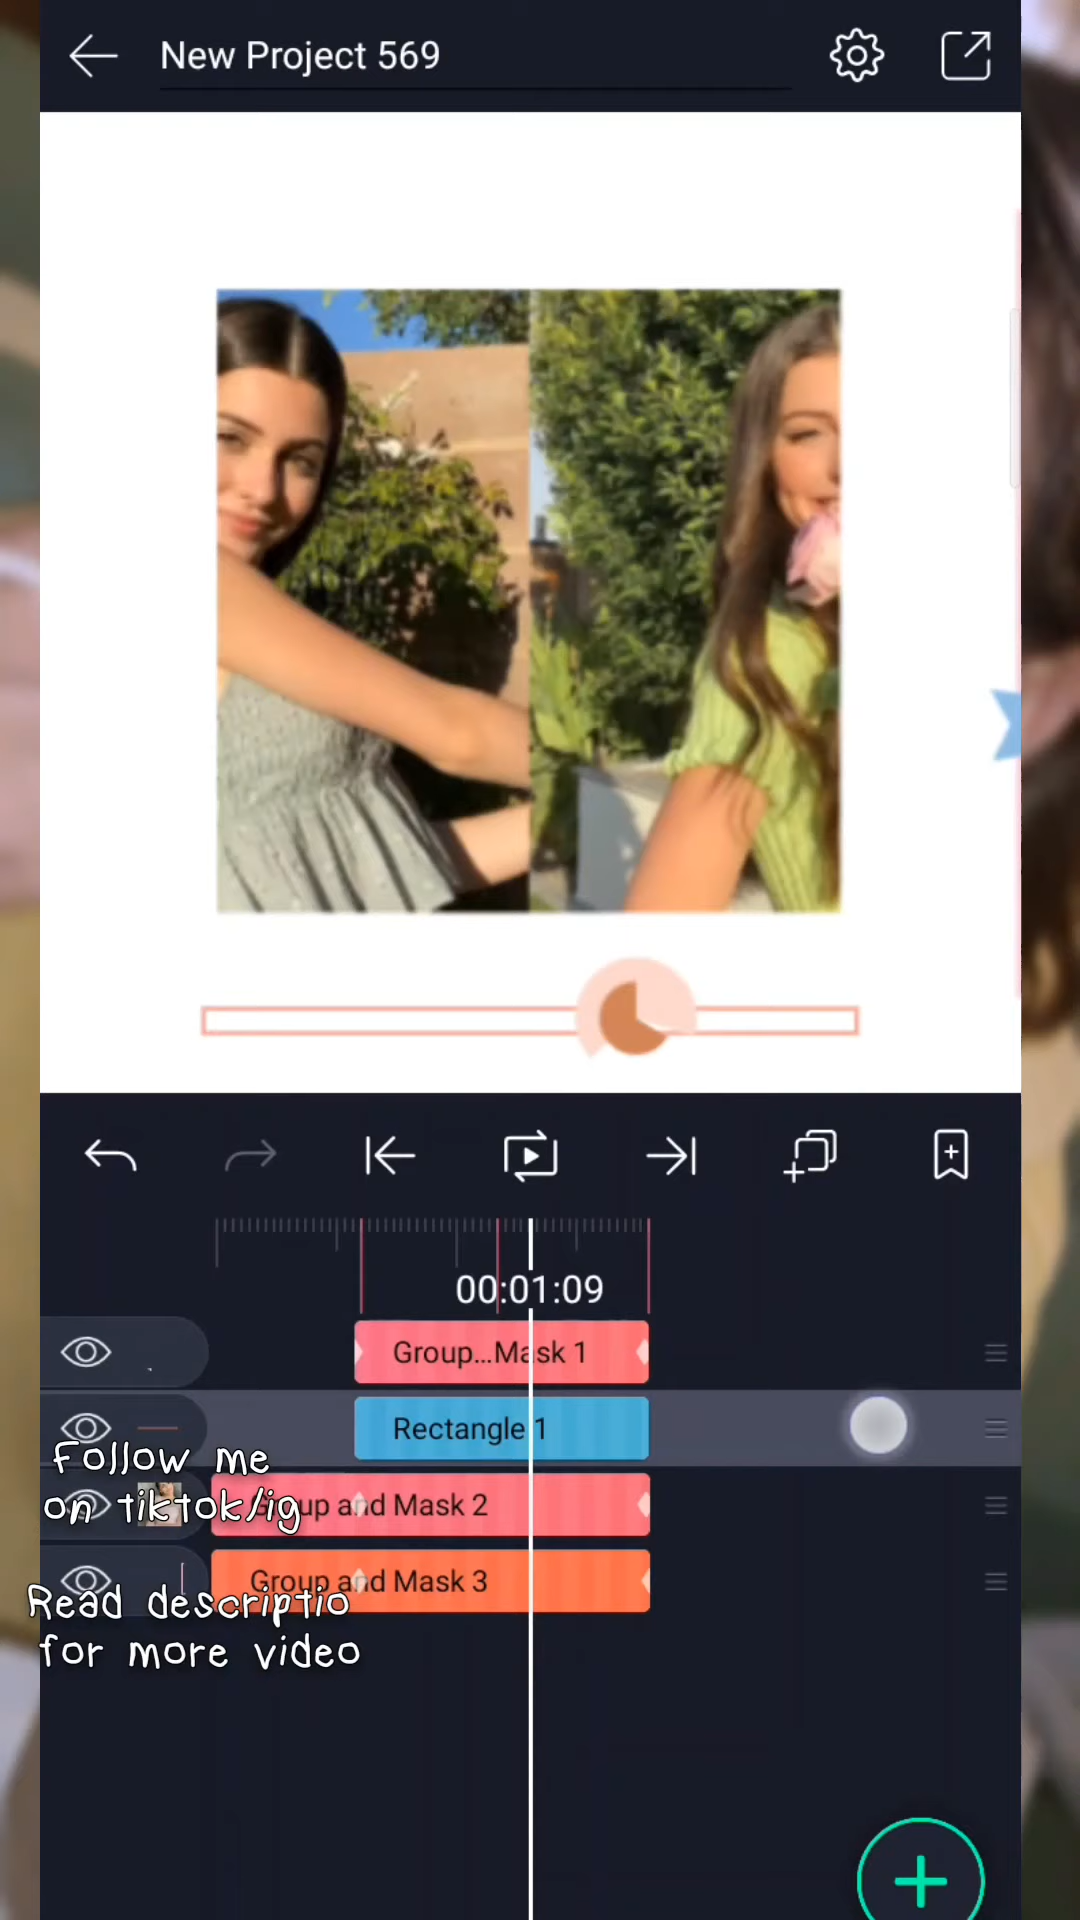 New Project 569
00:01:09
Group...Mask 1
Rectangle 1
Follow me
on tiktok/ig
Group and Mask 2
Group and Mask 3
Read descriptio
for more video